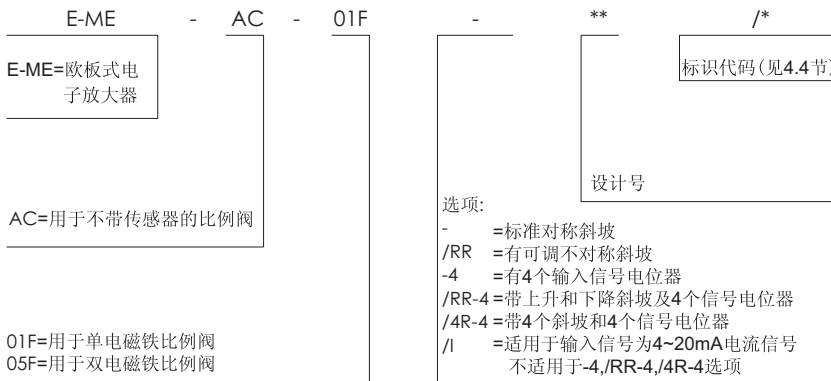 E-ME - AC - 01F - ** /*
E-ME=欧板式电
子放大器
标识代码(见4.4节)
设计号
AC=用于不带传感器的比例阀
选项:
- =标准对称斜坡
/RR =有可调不对称斜坡
-4 =有4个输入信号电位器
/RR-4=带上升和下降斜坡及4个信号电位器
/4R-4=带4个斜坡和4个信号电位器
/I =适用于输入信号为4~20mA电流信号
不适用于-4,/RR-4,/4R-4选项
01F=用于单电磁铁比例阀
05F=用于双电磁铁比例阀